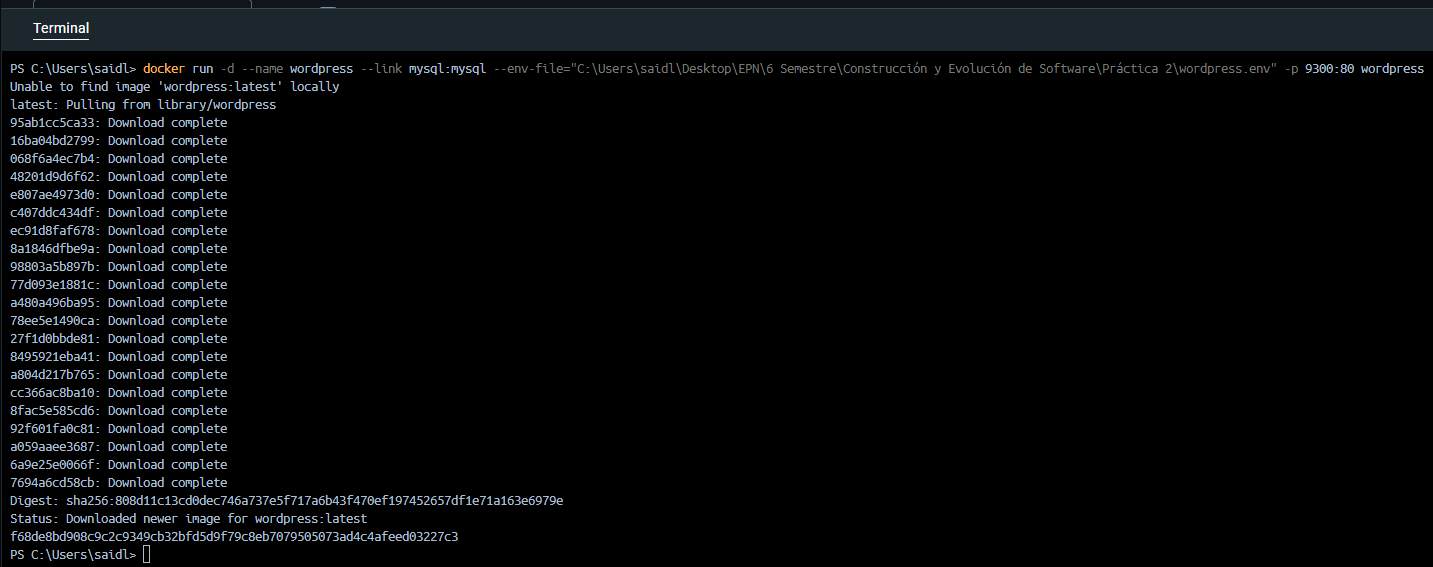 Terminal
PS C:\Users\saidl> docker run -d --name wordpress --link mysql:mysql --env-file="C:\Users\saidl\Desktop\EPN\6 Semestre\Construcción y Evolución de Software\Práctica 2\wordpress.env" -p 9300:80 wordpress
Unable to find image 'wordpress:latest' locally
latest: Pulling from library/wordpress
95ab1cc5ca33: Download complete
16ba04bd2799: Download complete
068f6a4ec7b4: Download complete
48201d9d6f62: Download complete
e807ae4973d0: Download complete
c407ddc434df: Download complete
ec91d8faf678: Download complete
8a1846dfbe9a: Download complete
98803a5b897b: Download complete
77d093e1881c: Download complete
a480a496ba95: Download complete
78ee5e1490ca: Download complete
27f1d0bbde81: Download complete
8495921eba41: Download complete
a804d217b765: Download complete
cc366ac8ba10: Download complete
8fac5e585cd6: Download complete
92f601fa0c81: Download complete
a059aaee3687: Download complete
6a9e25e0066f: Download complete
7694a6cd58cb: Download complete
Digest: sha256:808d11c13cd0dec746a737e5f717a6b43f470ef197452657df1e71a163e6979e
Status: Downloaded newer image for wordpress:latest
f68de8bd908c9c2c9349cb32bfd5d9f79c8eb7079505073ad4c4afeed03227c3
PS C:\Users\saidl>